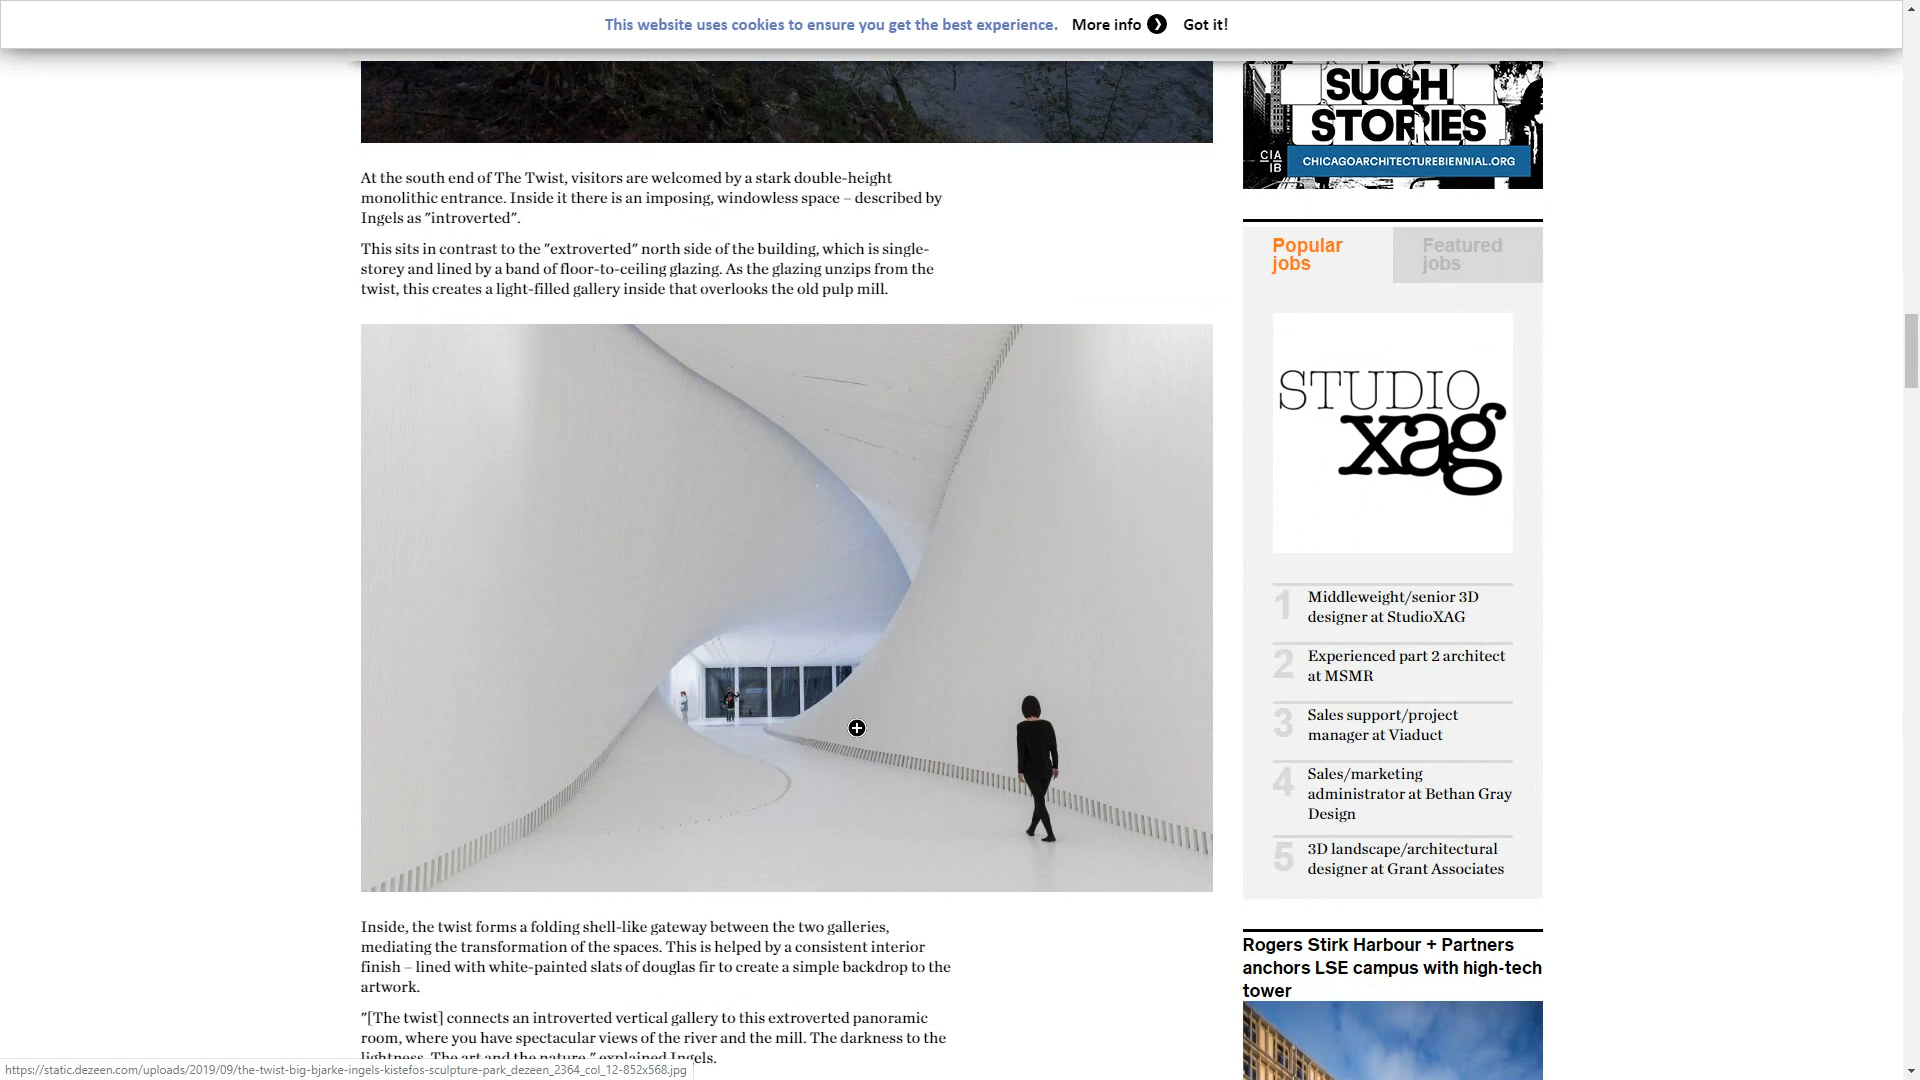 This website uses cookies to ensure you get the best experience. More info ❯ Got it!
SUCH
STORIES
CIA
IB
CHICAGOARCHITECTUREBIENNIAL.ORG
At the south end of The Twist, visitors are welcomed by a stark double-height
monolithic entrance. Inside it there is an imposing, windowless space – described by
Ingels as "introverted".
This sits in contrast to the "extroverted" north side of the building, which is single-
storey and lined by a band of floor-to-ceiling glazing. As the glazing unzips from the
twist, this creates a light-filled gallery inside that overlooks the old pulp mill.
Inside, the twist forms a folding shell-like gateway between the two galleries,
mediating the transformation of the spaces. This is helped by a consistent interior
finish – lined with white-painted slats of douglas fir to create a simple backdrop to the
artwork.
"[The twist] connects an introverted vertical gallery to this extroverted panoramic
room, where you have spectacular views of the river and the mill. The darkness to the
lightness. The art and the nature," explained Ingels.
Popular
jobs
Featured
jobs
STUDIO
xag
1 Middleweight/senior 3D
designer at StudioXAG
2 Experienced part 2 architect
at MSMR
3 Sales support/project
manager at Viaduct
4 Sales/marketing
administrator at Bethan Gray
Design
5 3D landscape/architectural
designer at Grant Associates
Rogers Stirk Harbour + Partners
anchors LSE campus with high-tech
tower
https://static.dezeen.com/uploads/2019/09/the-twist-big-bjarke-ingels-kistefos-sculpture-park_dezeen_2364_col_12-852x568.jpg